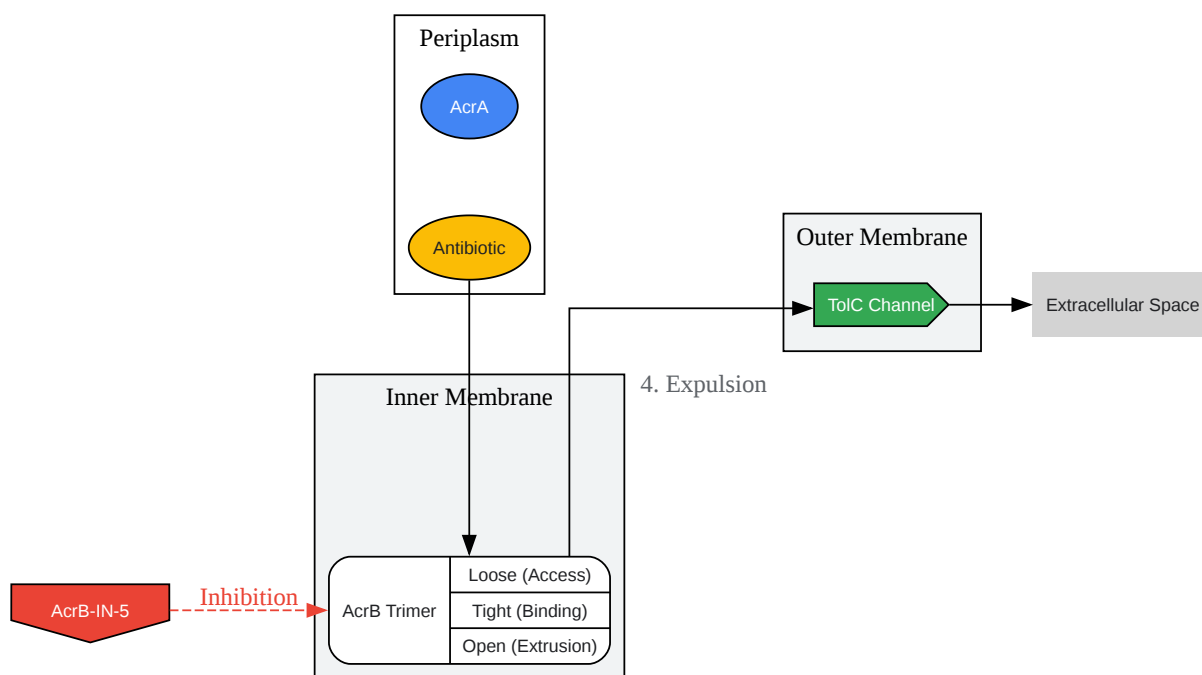 Periplasm
AcrA
Antibiotic
Outer Membrane
TolC Channel
Extracellular Space
4. Expulsion
Inner Membrane
AcrB-IN-5
Inhibition
AcrB Trimer
Loose (Access)
Tight (Binding)
Open (Extrusion)